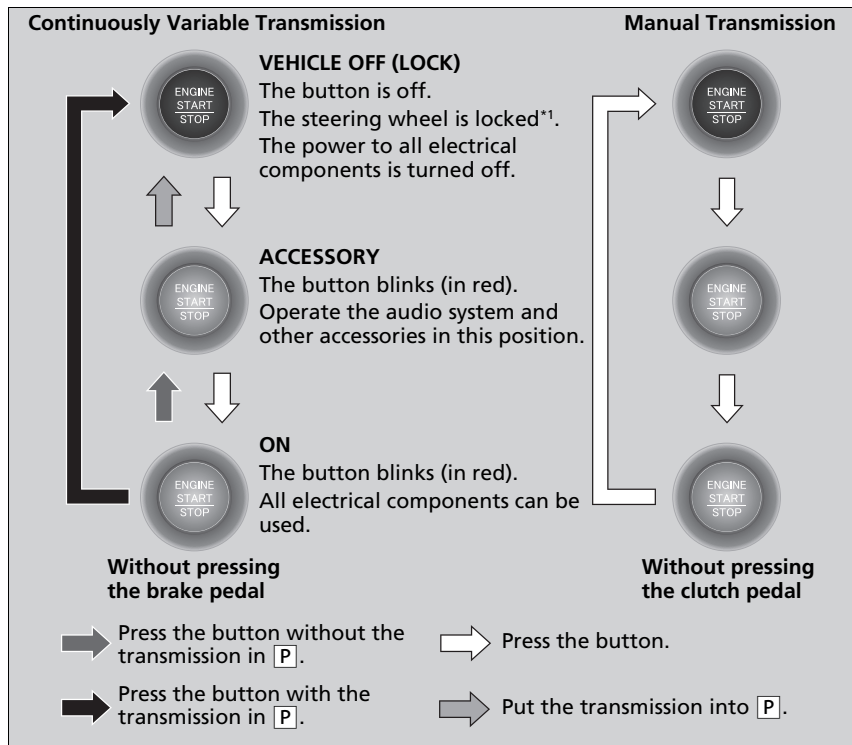 Continuously Variable Transmission
Manual Transmission
ENGINE
START
STOP
VEHICLE OFF (LOCK)
The button is off.
The steering wheel is locked*1.
The power to all electrical
components is turned off.
ENGINE
START
STOP
ENGINE
START
STOP
ACCESSORY
The button blinks (in red).
Operate the audio system and
other accessories in this position.
ENGINE
START
STOP
ENGINE
START
STOP
ON
The button blinks (in red).
All electrical components can be
used.
ENGINE
START
STOP
Without pressing
the brake pedal
Without pressing
the clutch pedal
Press the button without the
transmission in P.
Press the button.
Press the button with the
transmission in P.
Put the transmission into P.